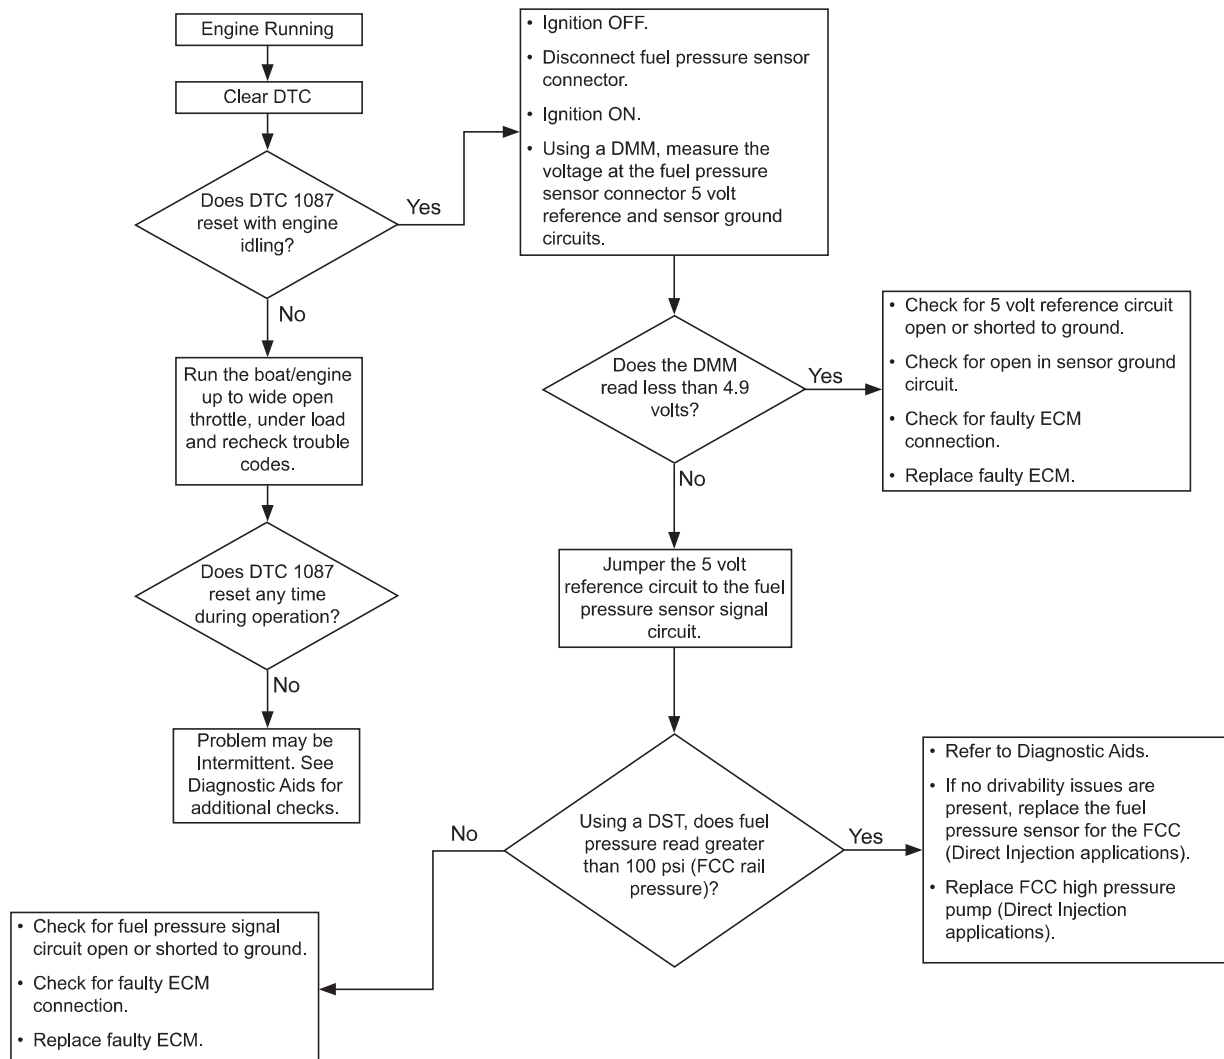 Engine Running
Clear DTC
Does DTC 1087
reset with engine
idling?
Yes
No
• Ignition OFF.
• Disconnect fuel pressure sensor
connector.
• Ignition ON.
• Using a DMM, measure the
voltage at the fuel pressure
sensor connector 5 volt
reference and sensor ground
circuits.
Run the boat/engine
up to wide open
throttle, under load
and recheck trouble
codes.
Does the DMM
read less than 4.9
volts?
Yes
No
• Check for 5 volt reference circuit
open or shorted to ground.
• Check for open in sensor ground
circuit.
• Check for faulty ECM
connection.
• Replace faulty ECM.
Does DTC 1087
reset any time
during operation?
No
Jumper the 5 volt
reference circuit to the fuel
pressure sensor signal
circuit.
Problem may be
Intermittent. See
Diagnostic Aids for
additional checks.
Using a DST, does fuel
pressure read greater
than 100 psi (FCC rail
pressure)?
No
Yes
• Refer to Diagnostic Aids.
• If no drivability issues are
present, replace the fuel
pressure sensor for the FCC
(Direct Injection applications).
• Replace FCC high pressure
pump (Direct Injection
applications).
• Check for fuel pressure signal
circuit open or shorted to ground.
• Check for faulty ECM
connection.
• Replace faulty ECM.